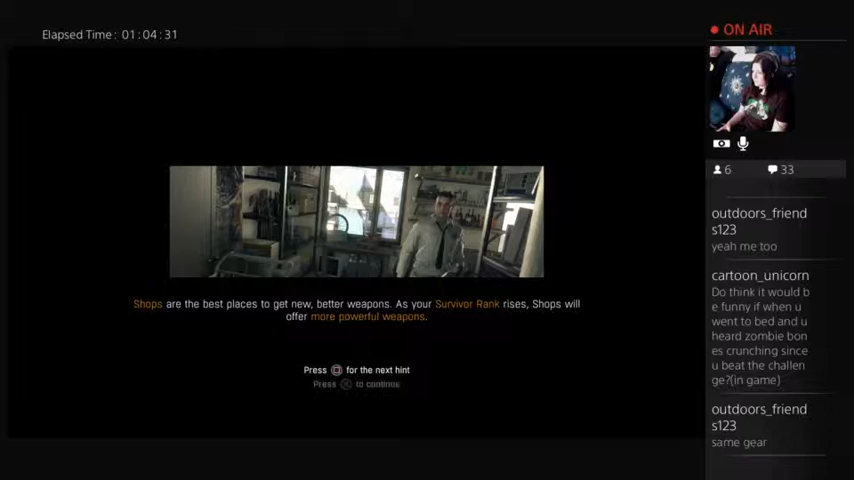 Elapsed Time: 01:04:31
ON AIR
6
33
outdoors_friend
s123
yeah me too
cartoon_unicorn
Do think it would b
e funny if when u
went to bed and u
heard zombie bon
es crunching since
u beat the challen
ge?(in game)
outdoors_friend
s123
same gear
Shops are the best places to get new, better weapons. As your Survivor Rank rises, Shops will
offer more powerful weapons.
Press for the next hint
Press to continue